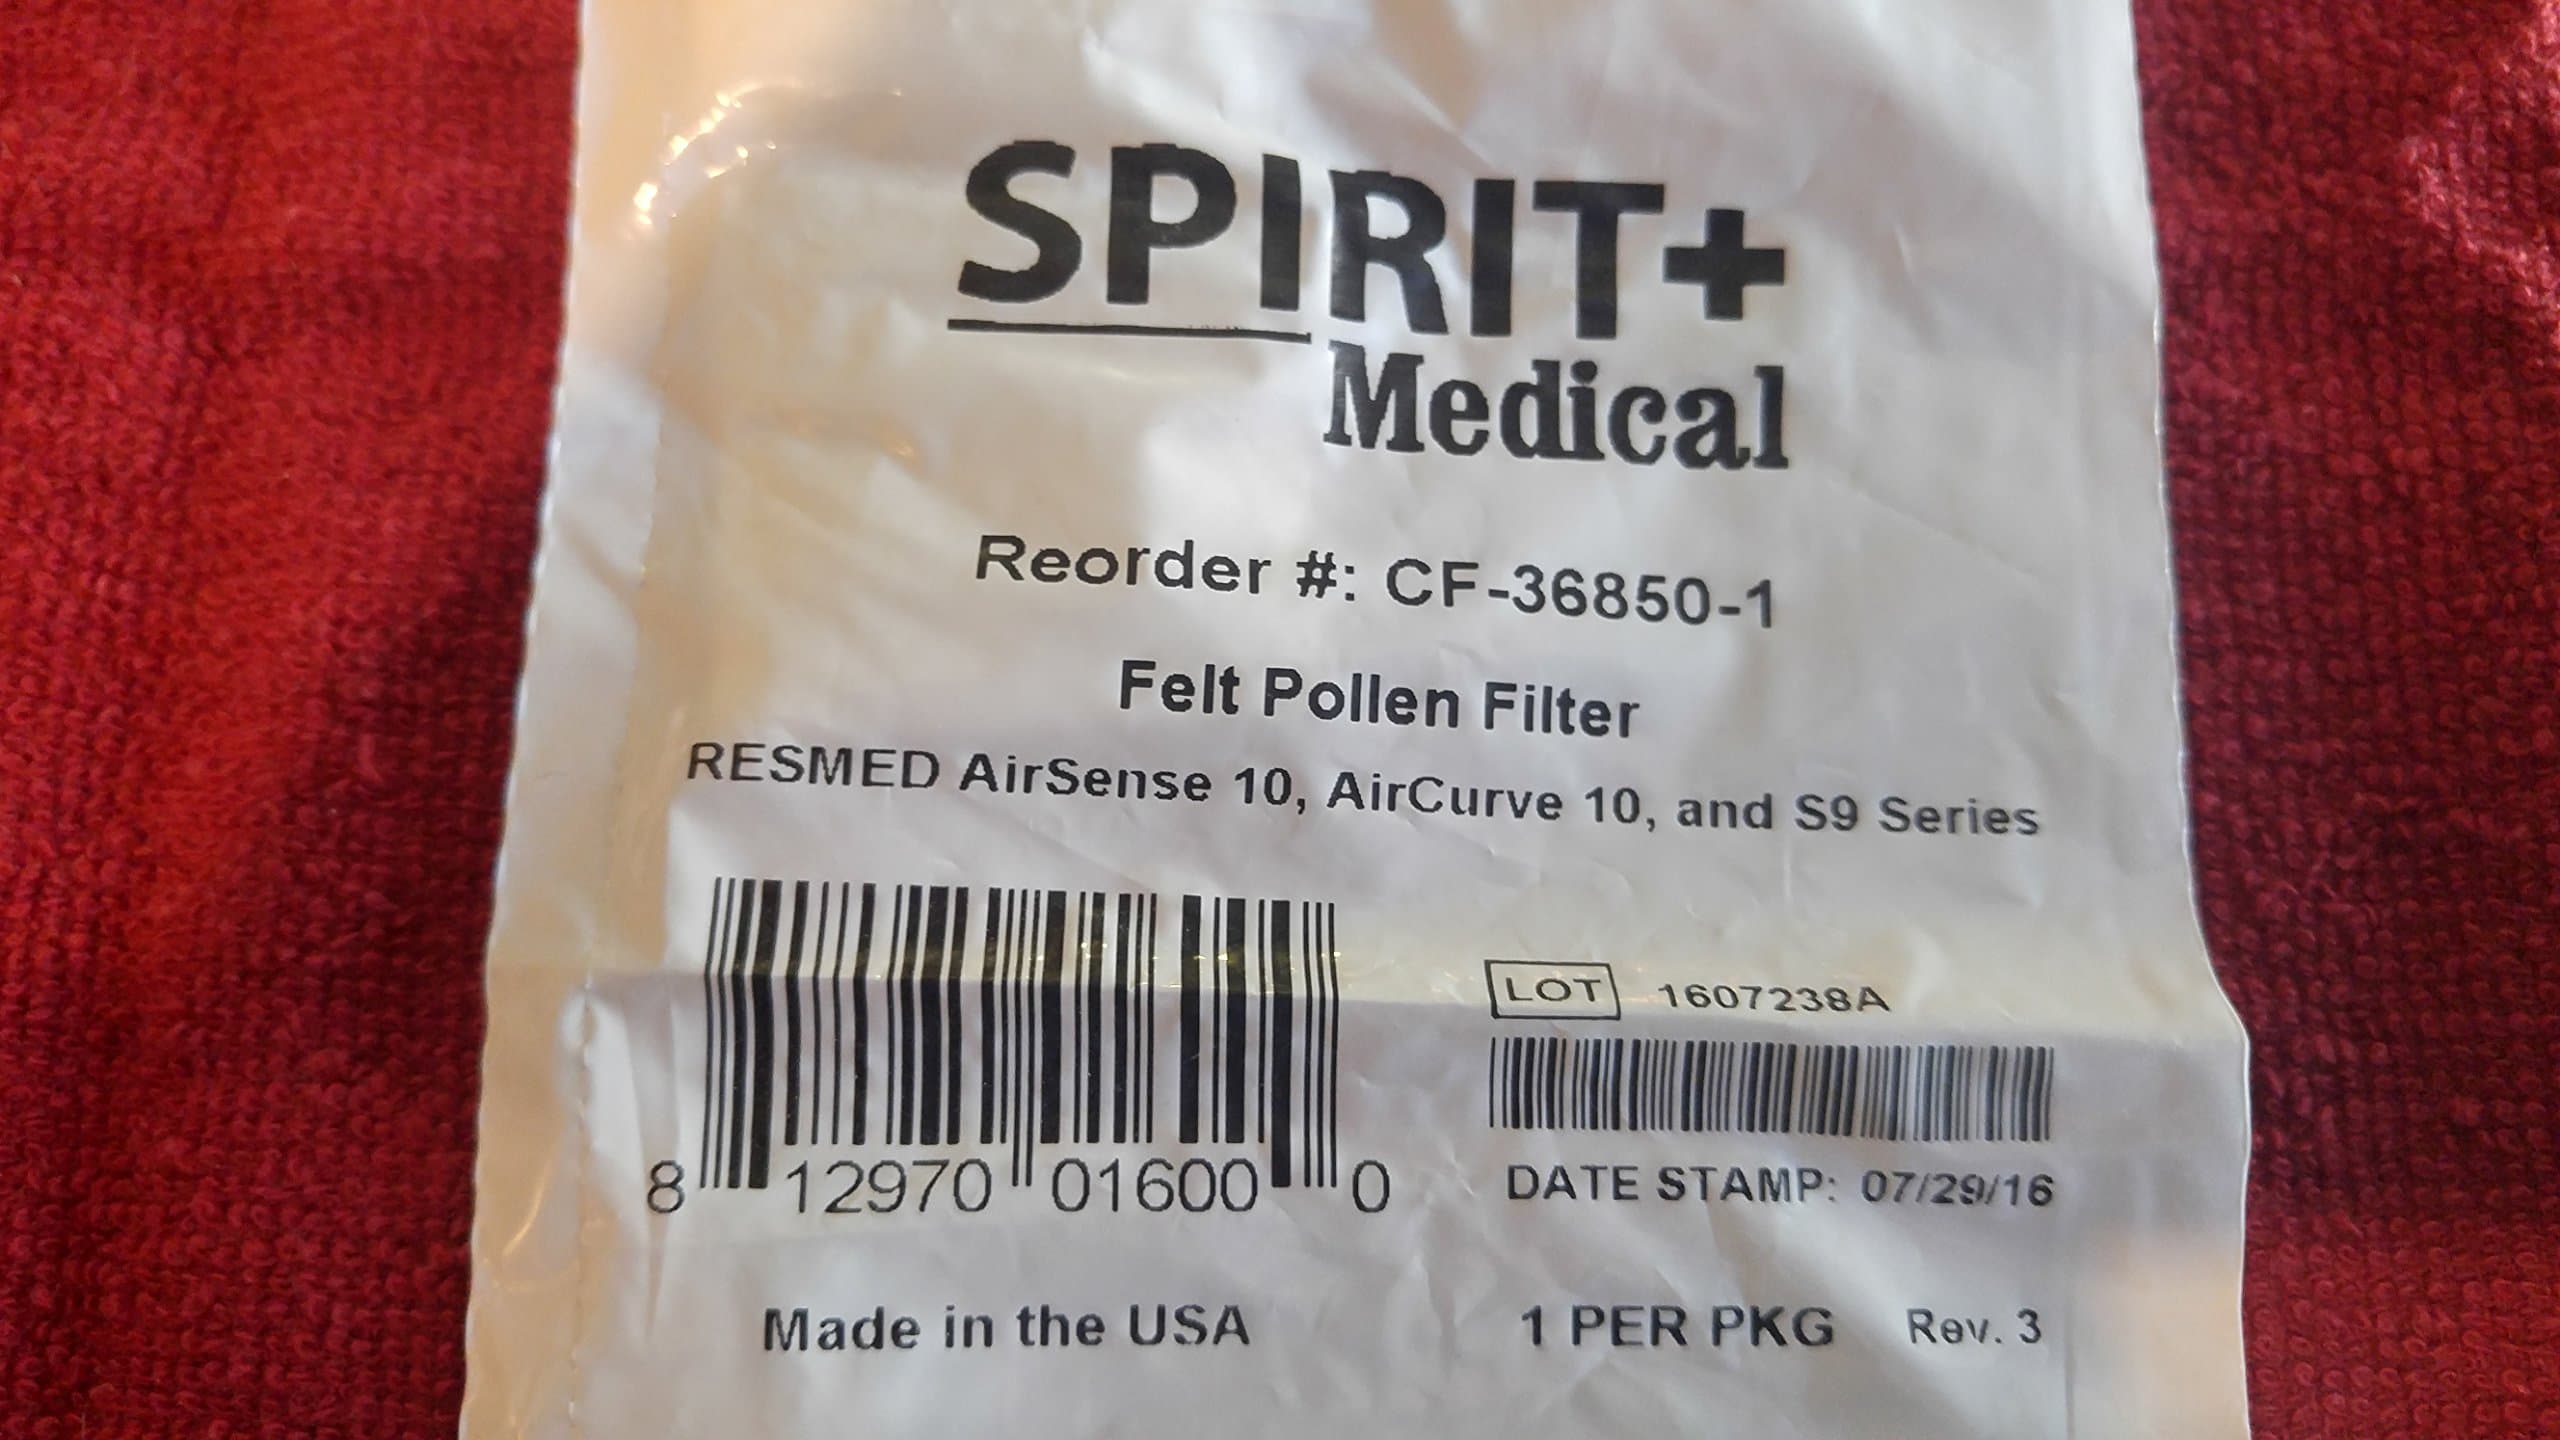 SPIRIT+
Medical
Reorder #: CF-36850-1
Felt Pollen Filter
RESMED AirSense 10, AirCurve 10, and S9 Series
LOT 1607238A
8 12970 01600 0
DATE STAMP: 07/29/16
Made in the USA
1 PER PKG Rev. 3